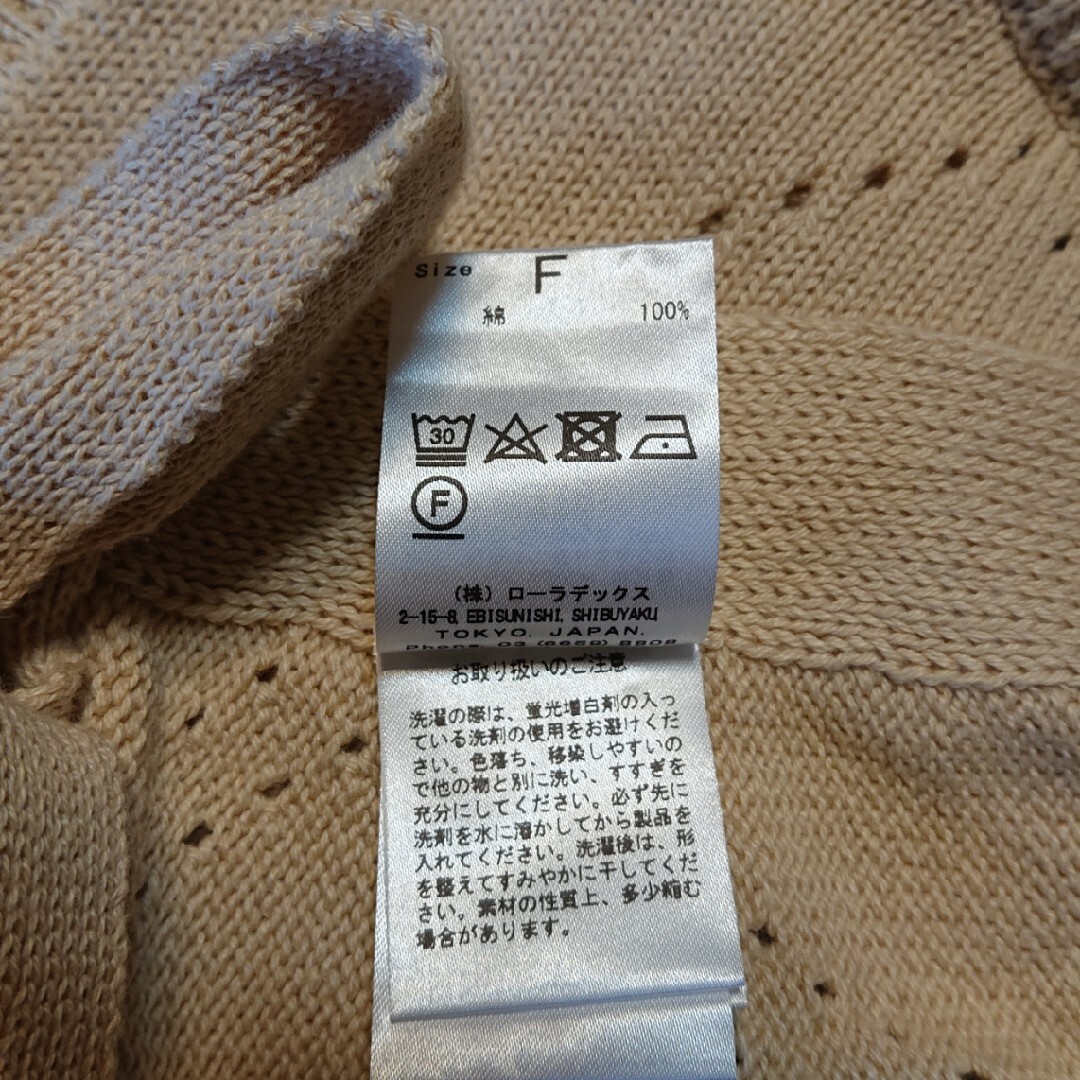 Size F
綿 100%
30
F
(株) ローラデックス
2-15-8, EBISUNISHI, SHIBUYAKU
TOKYO, JAPAN.
Phone 03 (6659) 8808
お取り扱いのご注意
洗濯の際は、蛍光増白剤の入っ
ている洗剤の使用をお避けくだ
さい。色落ち、移染しやすいの
で他の物と別に洗い、すすぎを
充分にしてください。必ず先に
洗剤を水に溶かしてから製品を
入れてください。洗濯後は、形
を整えてすみやかに干してくだ
さい。素材の性質上、多少縮む
場合があります。